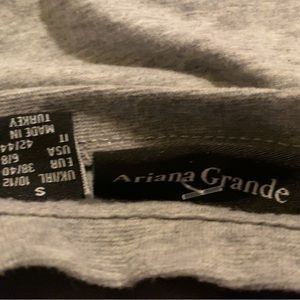 S
UK/IRL 10/12
EUR 38/40
USA 6/8
IT 42/44
MADE IN
TURKEY
Ariana Grande